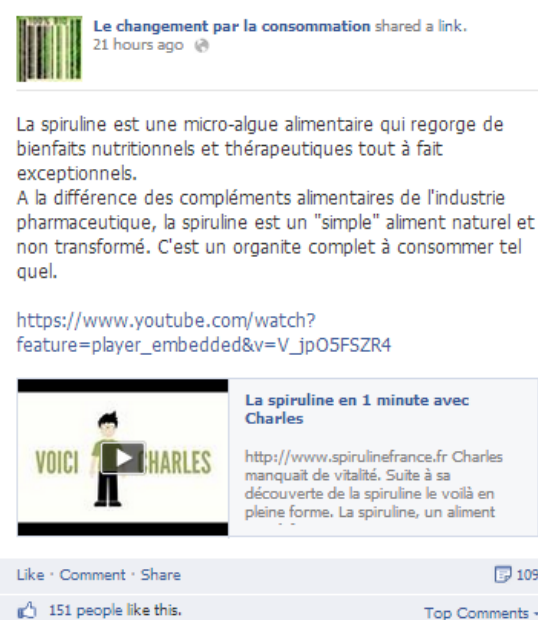 Le changement par la consommation shared a link.
21 hours ago
La spiruline est une micro-algue alimentaire qui regorge de
bienfaits nutritionnels et thérapeutiques tout à fait
exceptionnels.
A la différence des compléments alimentaires de l'industrie
pharmaceutique, la spiruline est un "simple" aliment naturel et
non transformé. C'est un organite complet à consommer tel
quel.
https://www.youtube.com/watch?
feature=player_embedded&v=V_jpO5FSZR4
VOICI CHARLES
La spiruline en 1 minute avec
Charles
http://www.spirulinefrance.fr Charles
manquait de vitalité. Suite à sa
découverte de la spiruline le voilà en
pleine forme. La spiruline, un aliment
Like · Comment · Share
109
151 people like this.
Top Comments